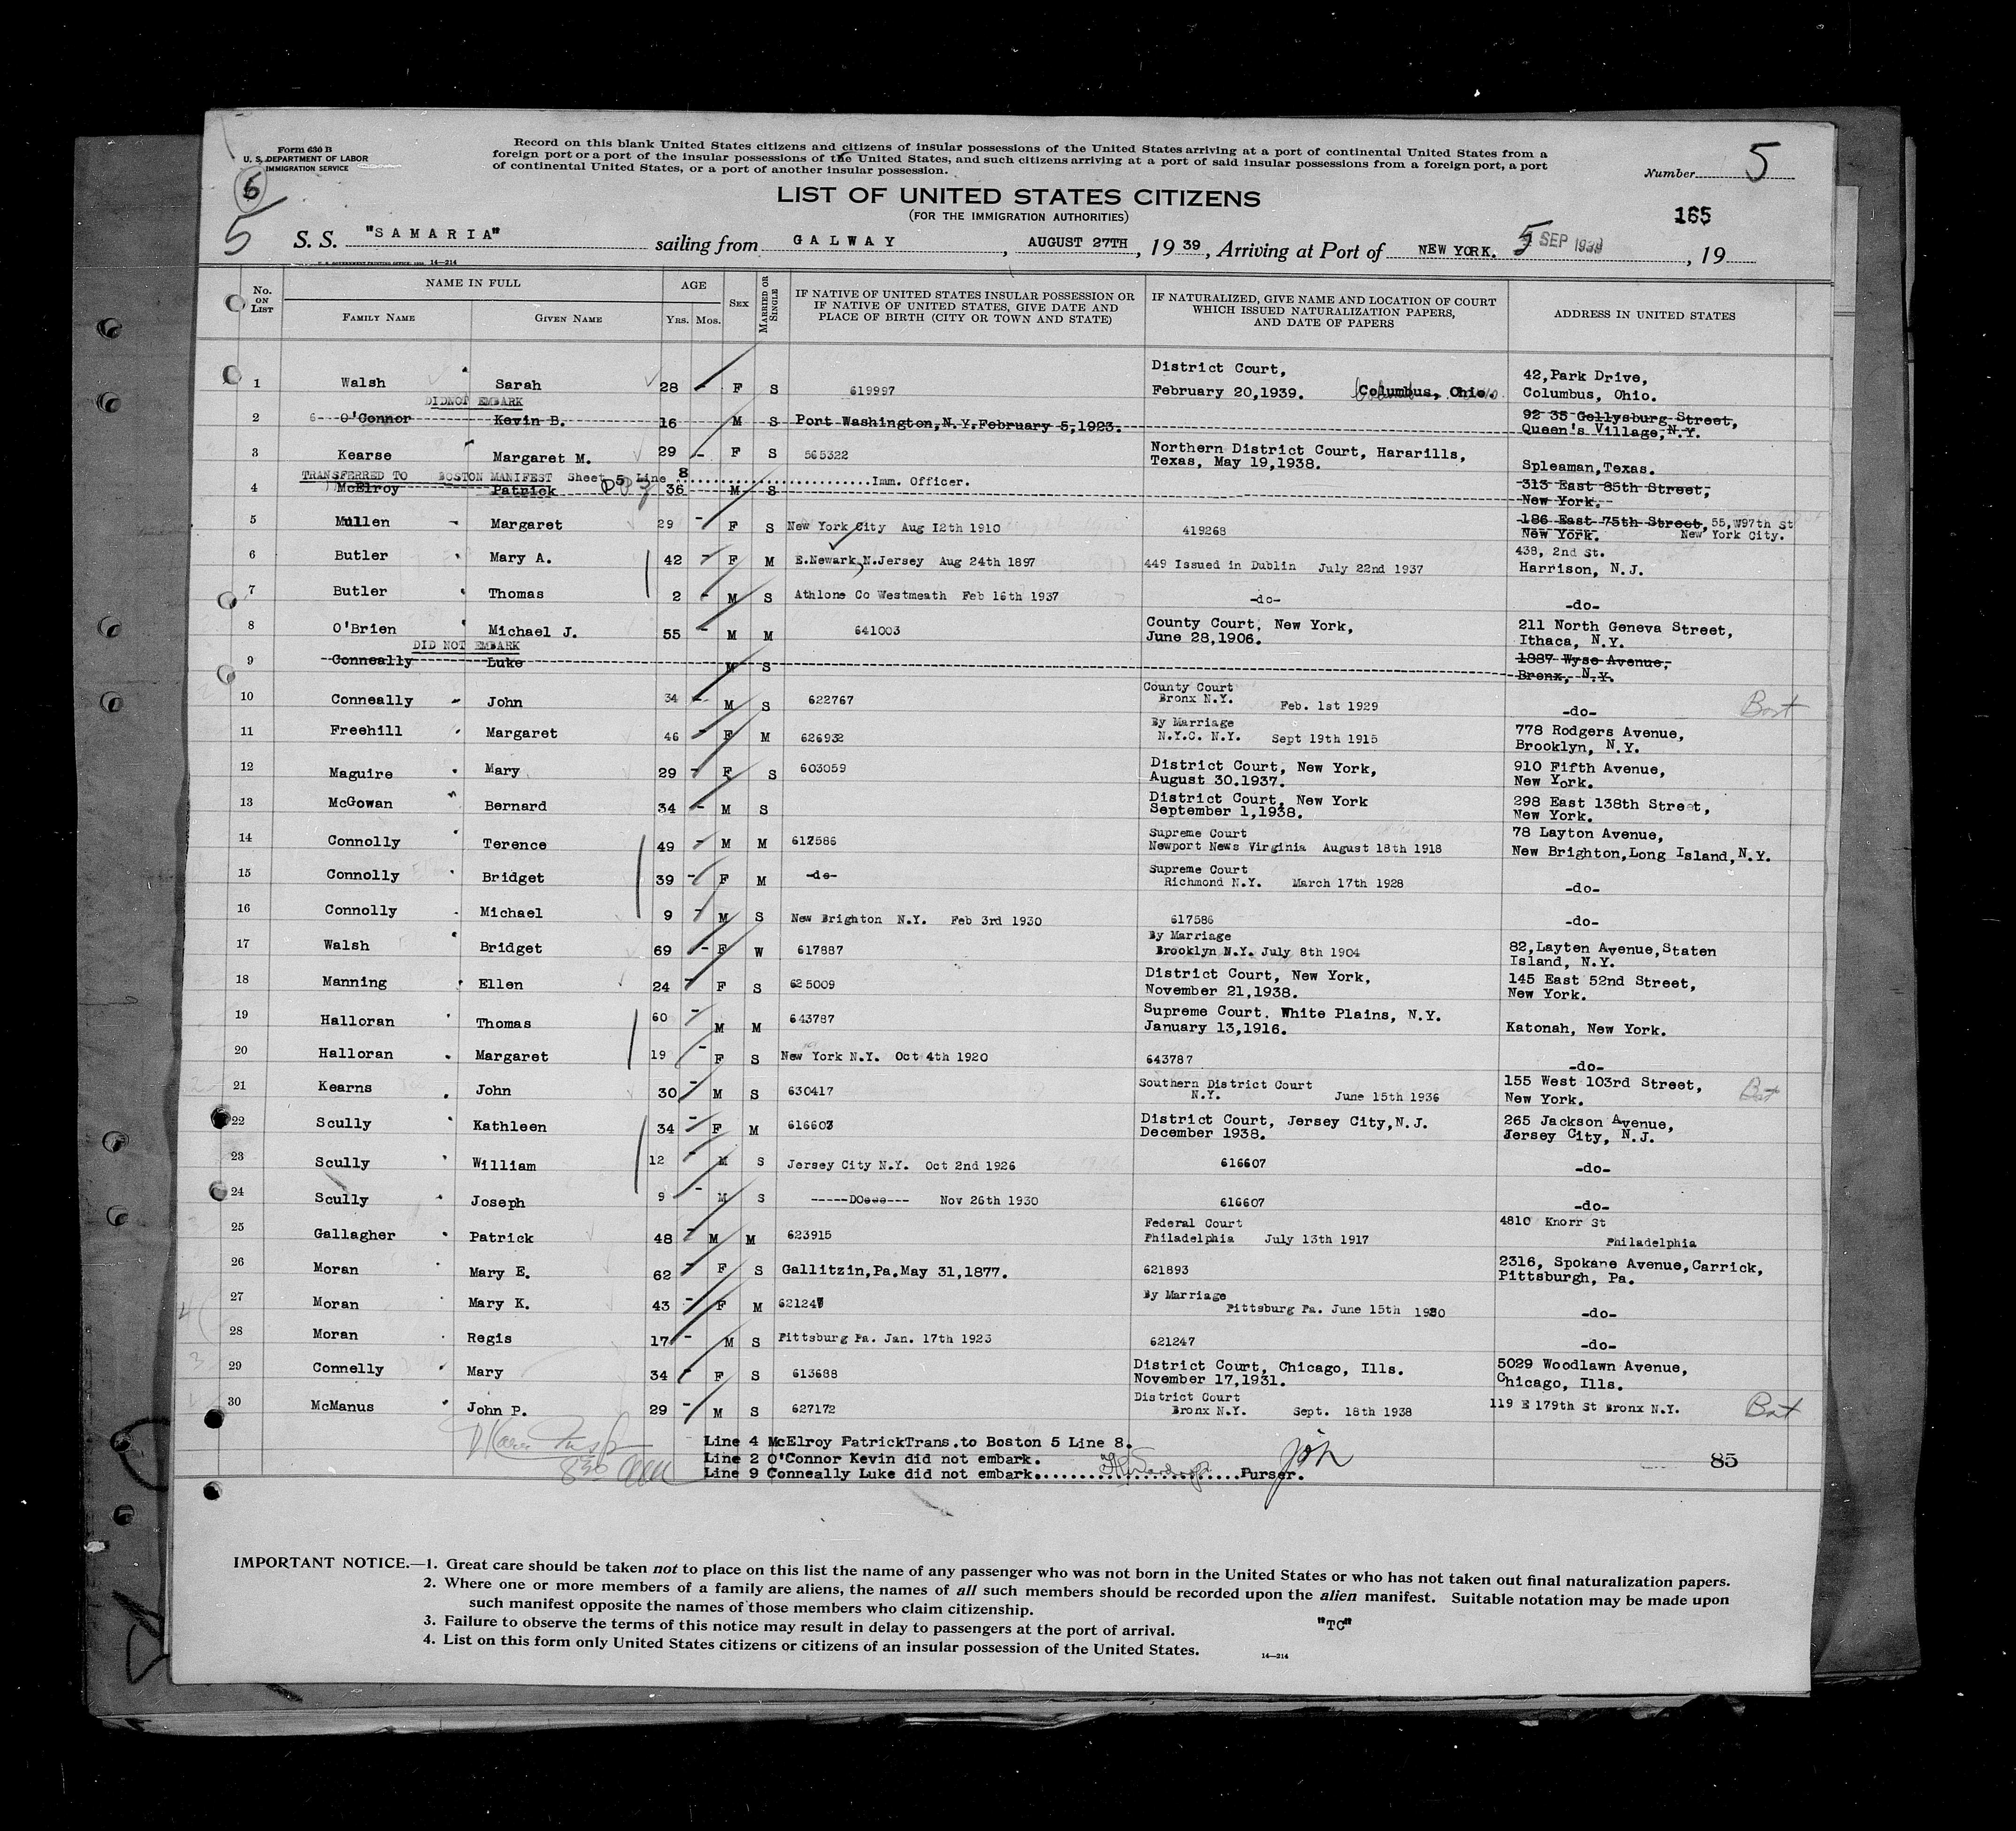 Form 630 B
U. S. DEPARTMENT OF LABOR
IMMIGRATION SERVICE
Record on this blank United States citizens and citizens of insular possessions of the United States arriving at a port of continental United States from a
foreign port or a port of the insular possessions of the United States, and such citizens arriving at a port of said insular possessions from a foreign port, a port
of continental United States, or a port of another insular possession.
Number 5
5
LIST OF UNITED STATES CITIZENS
(FOR THE IMMIGRATION AUTHORITIES)
165
S. S. "SAMARIA" sailing from GALWAY, AUGUST 27TH, 1939, Arriving at Port of NEW YORK. 5 SEP 1939, 19
14—214
No. ON LIST NAME IN FULL FAMILY NAME GIVEN NAME AGE Yrs. Mos. SEX MARRIED OR SINGLE
IF NATIVE OF UNITED STATES INSULAR POSSESSION OR
IF NATIVE OF UNITED STATES, GIVE DATE AND
PLACE OF BIRTH (CITY OR TOWN AND STATE)
IF NATURALIZED, GIVE NAME AND LOCATION OF COURT
WHICH ISSUED NATURALIZATION PAPERS,
AND DATE OF PAPERS
ADDRESS IN UNITED STATES
District Court,
1 Walsh Sarah 28 - F S 619997 February 20,1939. Columbus, Ohio. 42,Park Drive,
Columbus, Ohio.
DIDNOT EMBARK
2 6 O'Connor Kevin B. 16 M S Port Washington,N.Y.February 5,1923. 92 35 Gellysburg Street,
Queen's Village,N.Y.
3 Kearse Margaret M. 29 - F S 565322 Northern District Court, Hararills,
Texas, May 19,1938. Spleaman,Texas.
TRANSFERRED TO BOSTON MANIFEST Sheet 5 Line 8 ........Imm. Officer.
4 McElroy Patrick 36 M S 313 East 85th Street,
New York.
5 Mullen Margaret 29 - F S New York City Aug 12th 1910 419268 186 East 75th Street, 55,W97th St
New York. New York City.
6 Butler Mary A. 42 - F M E.Newark,N.Jersey Aug 24th 1897 449 Issued in Dublin July 22nd 1937 438, 2nd St.
Harrison, N.J.
7 Butler Thomas 2 - M S Athlone Co Westmeath Feb 16th 1937 -do- -do-
8 O'Brien Michael J. 55 - M M 641003 County Court, New York,
June 28,1906. 211 North Geneva Street,
Ithaca, N.Y.
DID NOT EMBARK
9 Conneally Luke M S 1887 Wyse Avenue,
Bronx, N.Y.
10 Conneally John 34 - M S 622767 County Court
Bronx N.Y. Feb. 1st 1929 -do-
11 Freehill Margaret 46 - F M 626932 By Marriage
N.Y.C. N.Y. Sept 19th 1915 778 Rodgers Avenue,
Brooklyn, N.Y.
12 Maguire Mary 29 - F S 603059 District Court, New York,
August 30.1937. 910 Fifth Avenue,
New York.
13 McGowan Bernard 34 - M S District Court, New York
September 1,1938. 298 East 138th Street,
New York.
14 Connolly Terence 49 - M M 617586 Supreme Court
Newport News Virginia August 18th 1918 78 Layton Avenue,
New Brighton,Long Island,N.Y.
15 Connolly Bridget 39 - F M -do- Supreme Court
Richmond N.Y. March 17th 1928 -do-
16 Connolly Michael 9 - M S New Brighton N.Y. Feb 3rd 1930 617586 -do-
17 Walsh Bridget 69 - F W 617887 By Marriage
Brooklyn N.Y. July 8th 1904 82,Layten Avenue,Staten
Island, N.Y.
18 Manning Ellen 24 - F S 625009 District Court, New York,
November 21,1938. 145 East 52nd Street,
New York.
19 Halloran Thomas 60 - M M 643787 Supreme Court. White Plains, N.Y.
January 13,1916. Katonah, New York.
20 Halloran Margaret 19 - F S New York N.Y. Oct 4th 1920 643787 -do-
21 Kearns John 30 - M S 630417 Southern District Court
N.Y. June 15th 1936 155 West 103rd Street,
New York.
22 Scully Kathleen 34 - F M 616607 District Court, Jersey City,N.J.
December 1938. 265 Jackson Avenue,
Jersey City, N.J.
23 Scully William 12 - M S Jersey City N.Y. Oct 2nd 1926 616607 -do-
24 Scully Joseph 9 - M S -----DOeee--- Nov 26th 1930 616607 -do-
25 Gallagher Patrick 48 - M M 623915 Federal Court
Philadelphia July 13th 1917 4810 Knorr St
Philadelphia
26 Moran Mary E. 62 - F S Gallitzin,Pa.May 31,1877. 621893 2316, Spokane Avenue,Carrick,
Pittsburgh, Pa.
27 Moran Mary K. 43 - F M 621247 By Marriage
Pittsburg Pa. June 15th 1920 -do-
28 Moran Regis 17 - M S Pittsburg Pa. Jan. 17th 1923 621247 -do-
29 Connelly Mary 34 - F S 613688 District Court, Chicago, Ills.
November 17,1931. 5029 Woodlawn Avenue,
Chicago, Ills.
30 McManus John P. 29 - M S 627172 District Court
Bronx N.Y. Sept. 18th 1938 119 E 179th St Bronx N.Y.
Line 4 McElroy PatrickTrans.to Boston 5 Line 8.
Line 2 O'Connor Kevin did not embark.
Line 9 Conneally Luke did not embark........Purser.
85
IMPORTANT NOTICE.—1. Great care should be taken not to place on this list the name of any passenger who was not born in the United States or who has not taken out final naturalization papers.
2. Where one or more members of a family are aliens, the names of all such members should be recorded upon the alien manifest. Suitable notation may be made upon
such manifest opposite the names of those members who claim citizenship.
3. Failure to observe the terms of this notice may result in delay to passengers at the port of arrival.
"TC"
4. List on this form only United States citizens or citizens of an insular possession of the United States.
14—214